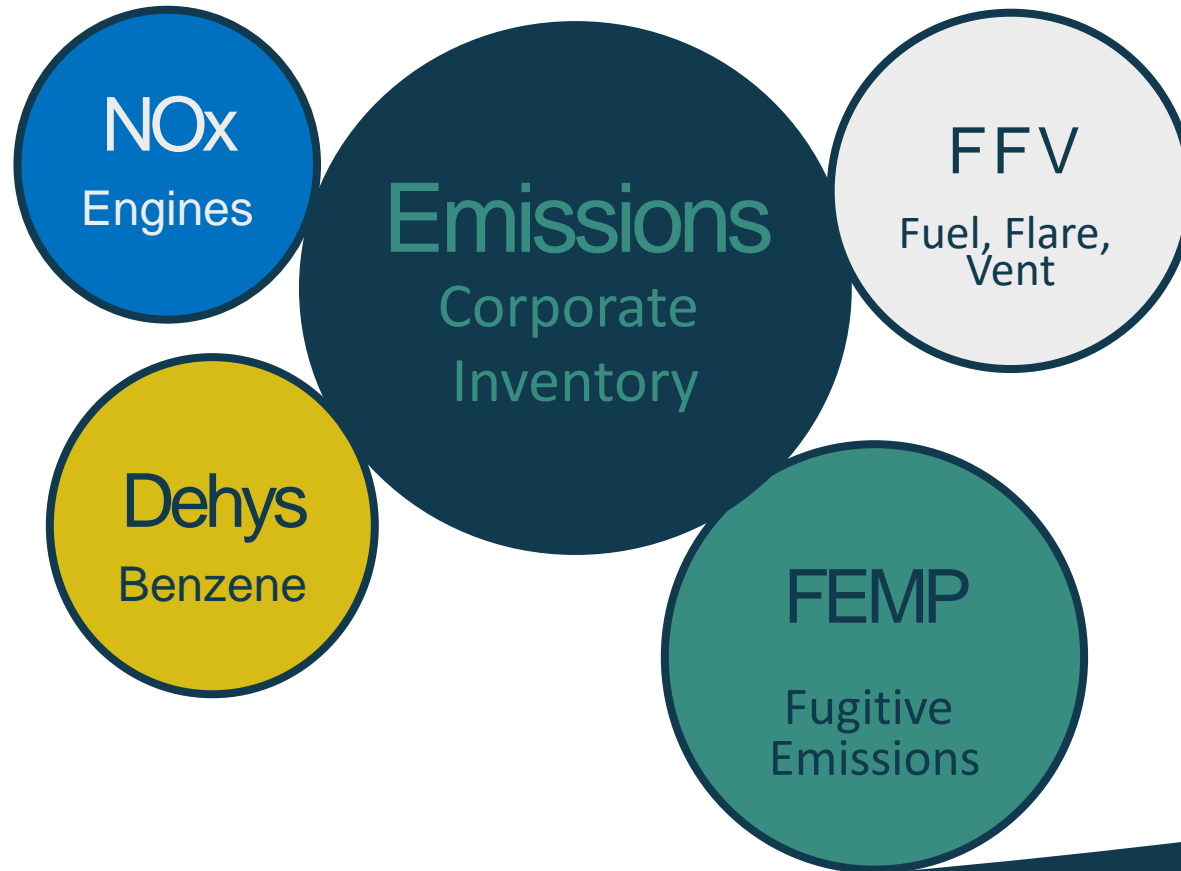 NOx
Engines
Emissions
Corporate
Inventory
FFV
Fuel, Flare,
Vent
Dehys
Benzene
FEMP
Fugitive
Emissions